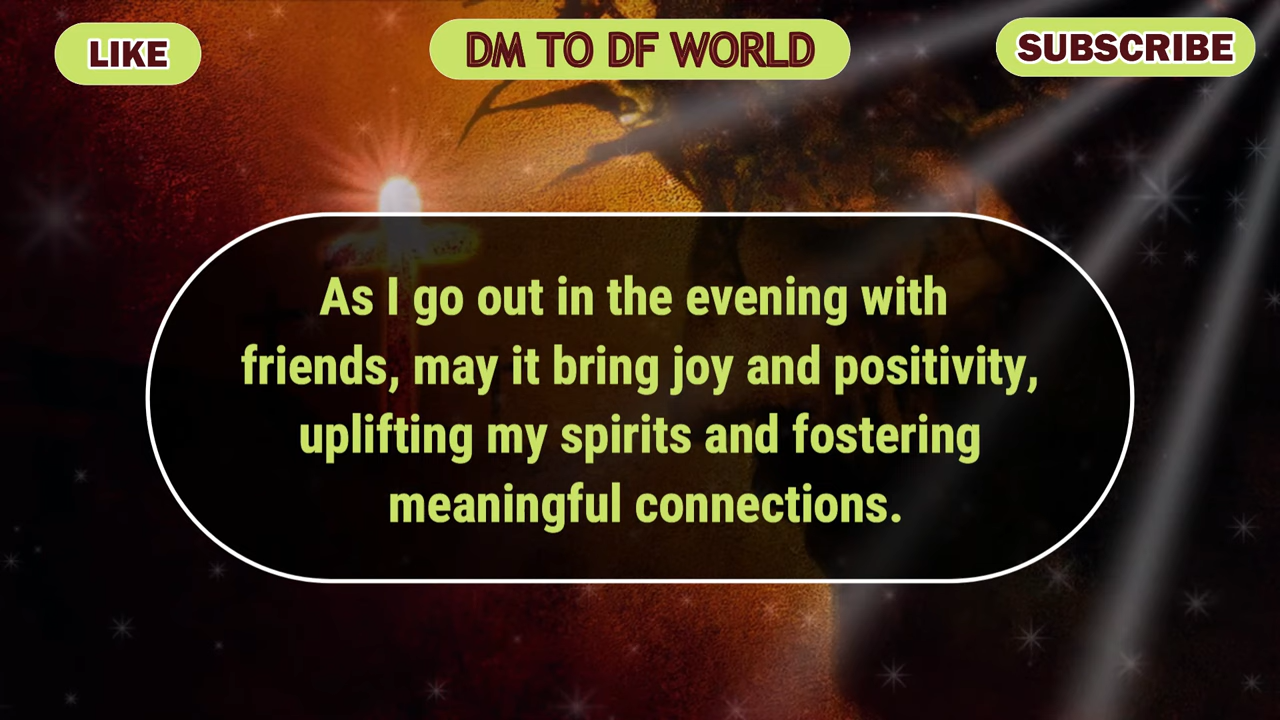 LIKE
DM TO DF WORLD
SUBSCRIBE
As I go out in the evening with
friends, may it bring joy and positivity,
uplifting my spirits and fostering
meaningful connections.